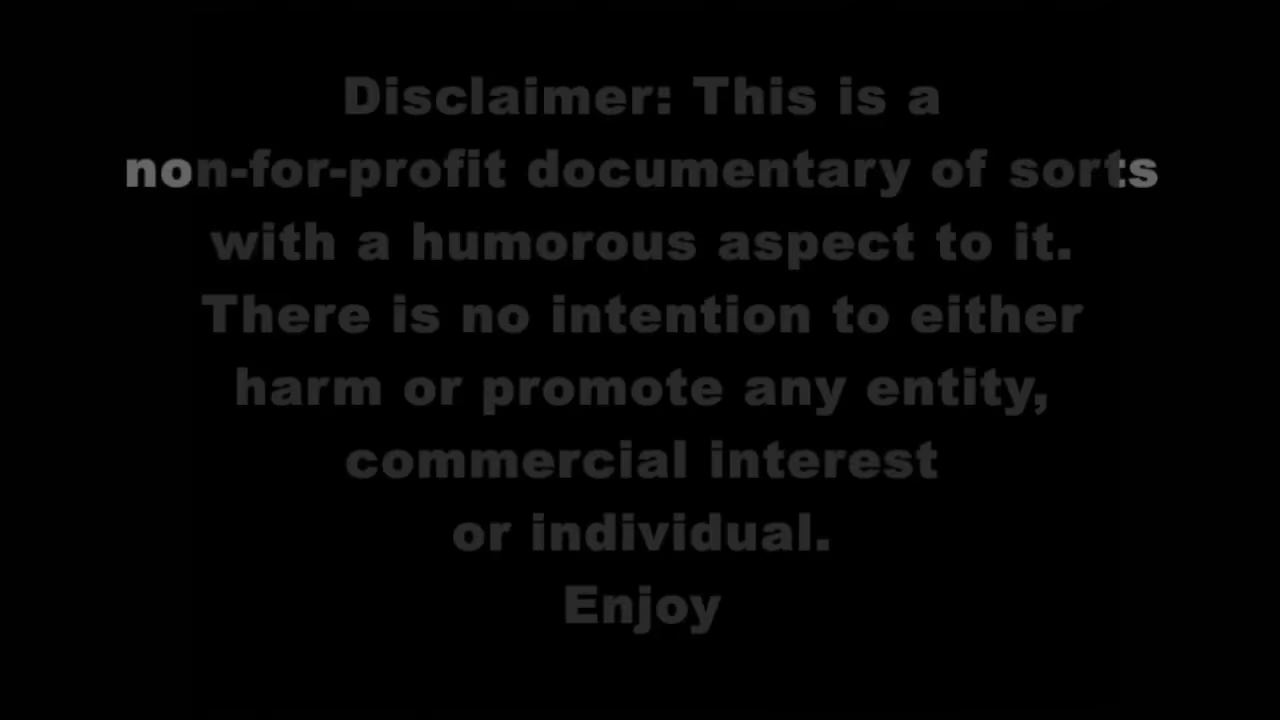 Disclaimer: This is a
non-for-profit documentary of sorts
with a humorous aspect to it.
There is no intention to either
harm or promote any entity,
commercial interest
or individual.
Enjoy